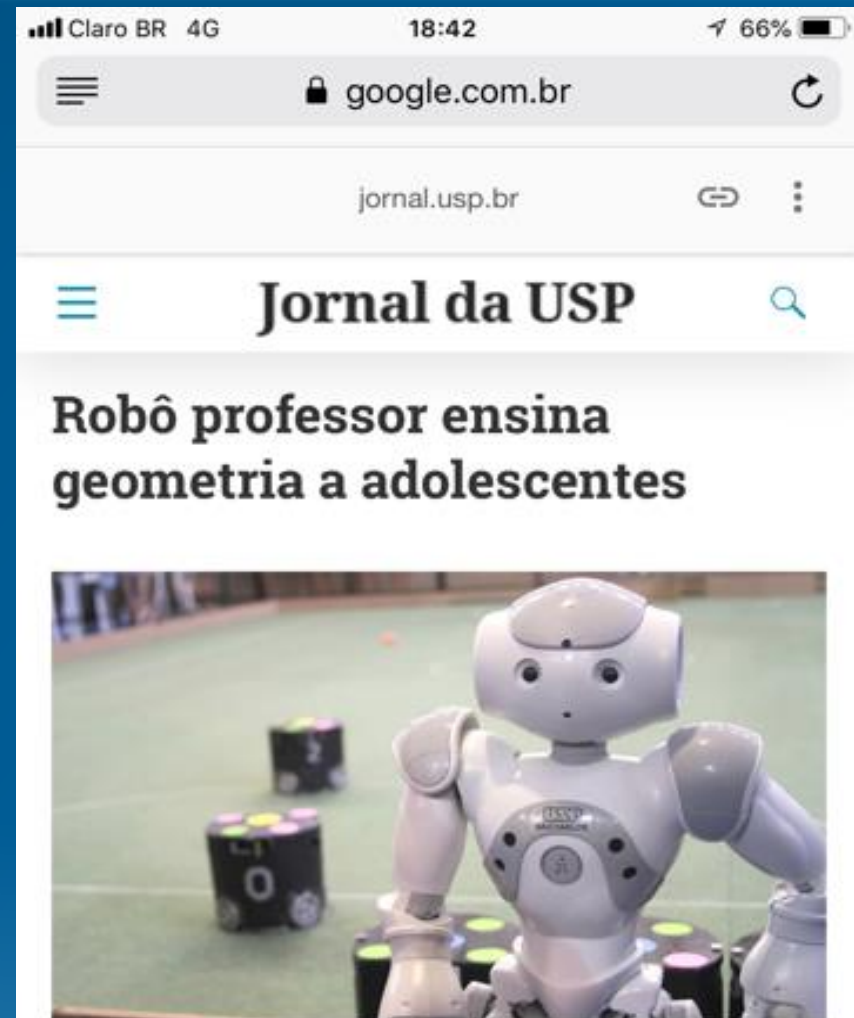 Claro BR 4G 18:42 66%
google.com.br
jornal.usp.br
Jornal da USP
Robô professor ensina
geometria a adolescentes
USP
0